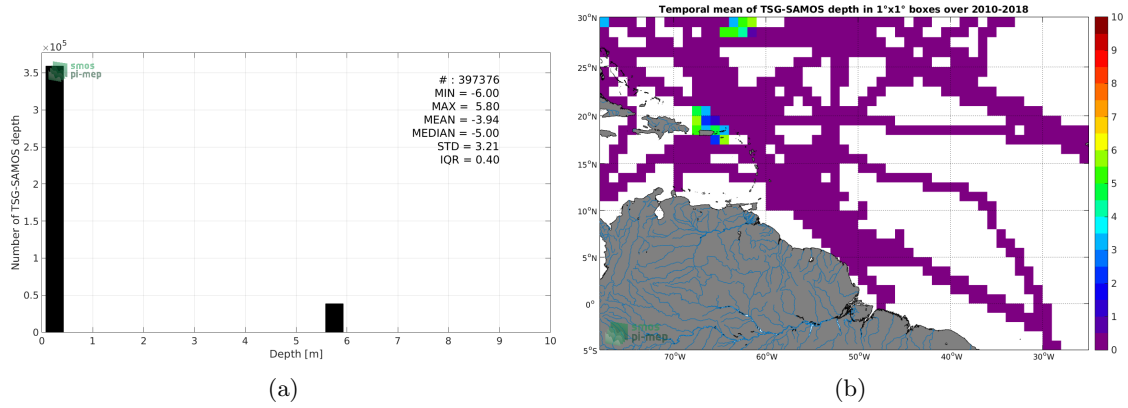 ×10⁵
smos
pi-mep
# : 397376
MIN = -6.00
MAX = 5.80
MEAN = -3.94
MEDIAN = -5.00
STD = 3.21
IQR = 0.40
Number of TSG-SAMOS depth
3.5
3
2.5
2
1.5
1
0.5
0
0 1 2 3 4 5 6 7 8 9 10
Depth [m]
(a)
Temporal mean of TSG-SAMOS depth in 1°x1° boxes over 2010-2018
30°N
25°N
20°N
15°N
10°N
5°N
0°
5°S
70°W 60°W 50°W 40°W 30°W
smos
pi-mep
10
9
8
7
6
5
4
3
2
1
0
(b)